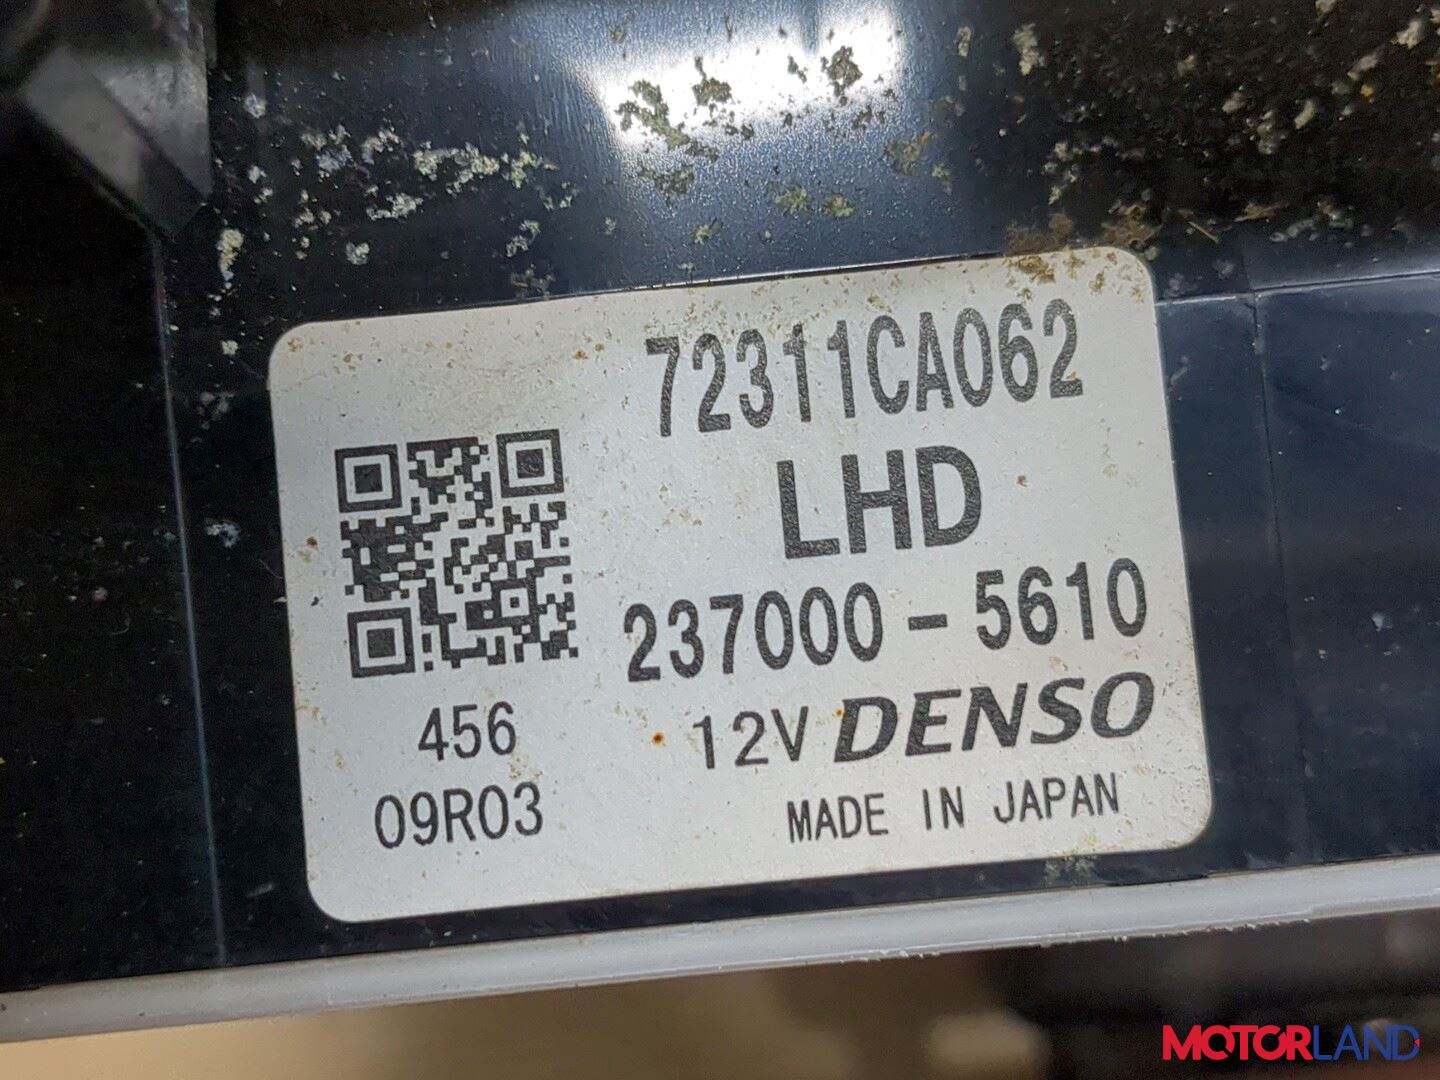 72311CA062
LHD
237000-5610
456
12V DENSO
09R03
MADE IN JAPAN
MOTORLAND